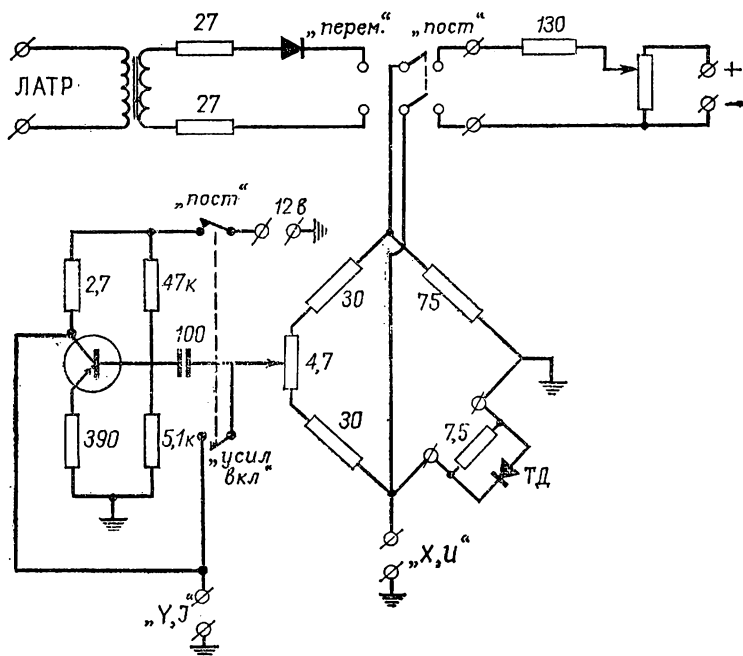 27
„перем.“
„пост“
130
ЛАТР
+
-
27
„пост“
12в
2,7
47к
30
75
100
4,7
390
5,1к
30
7,5
„усил
вкл“
ТД
„X,U“
„Y,J“